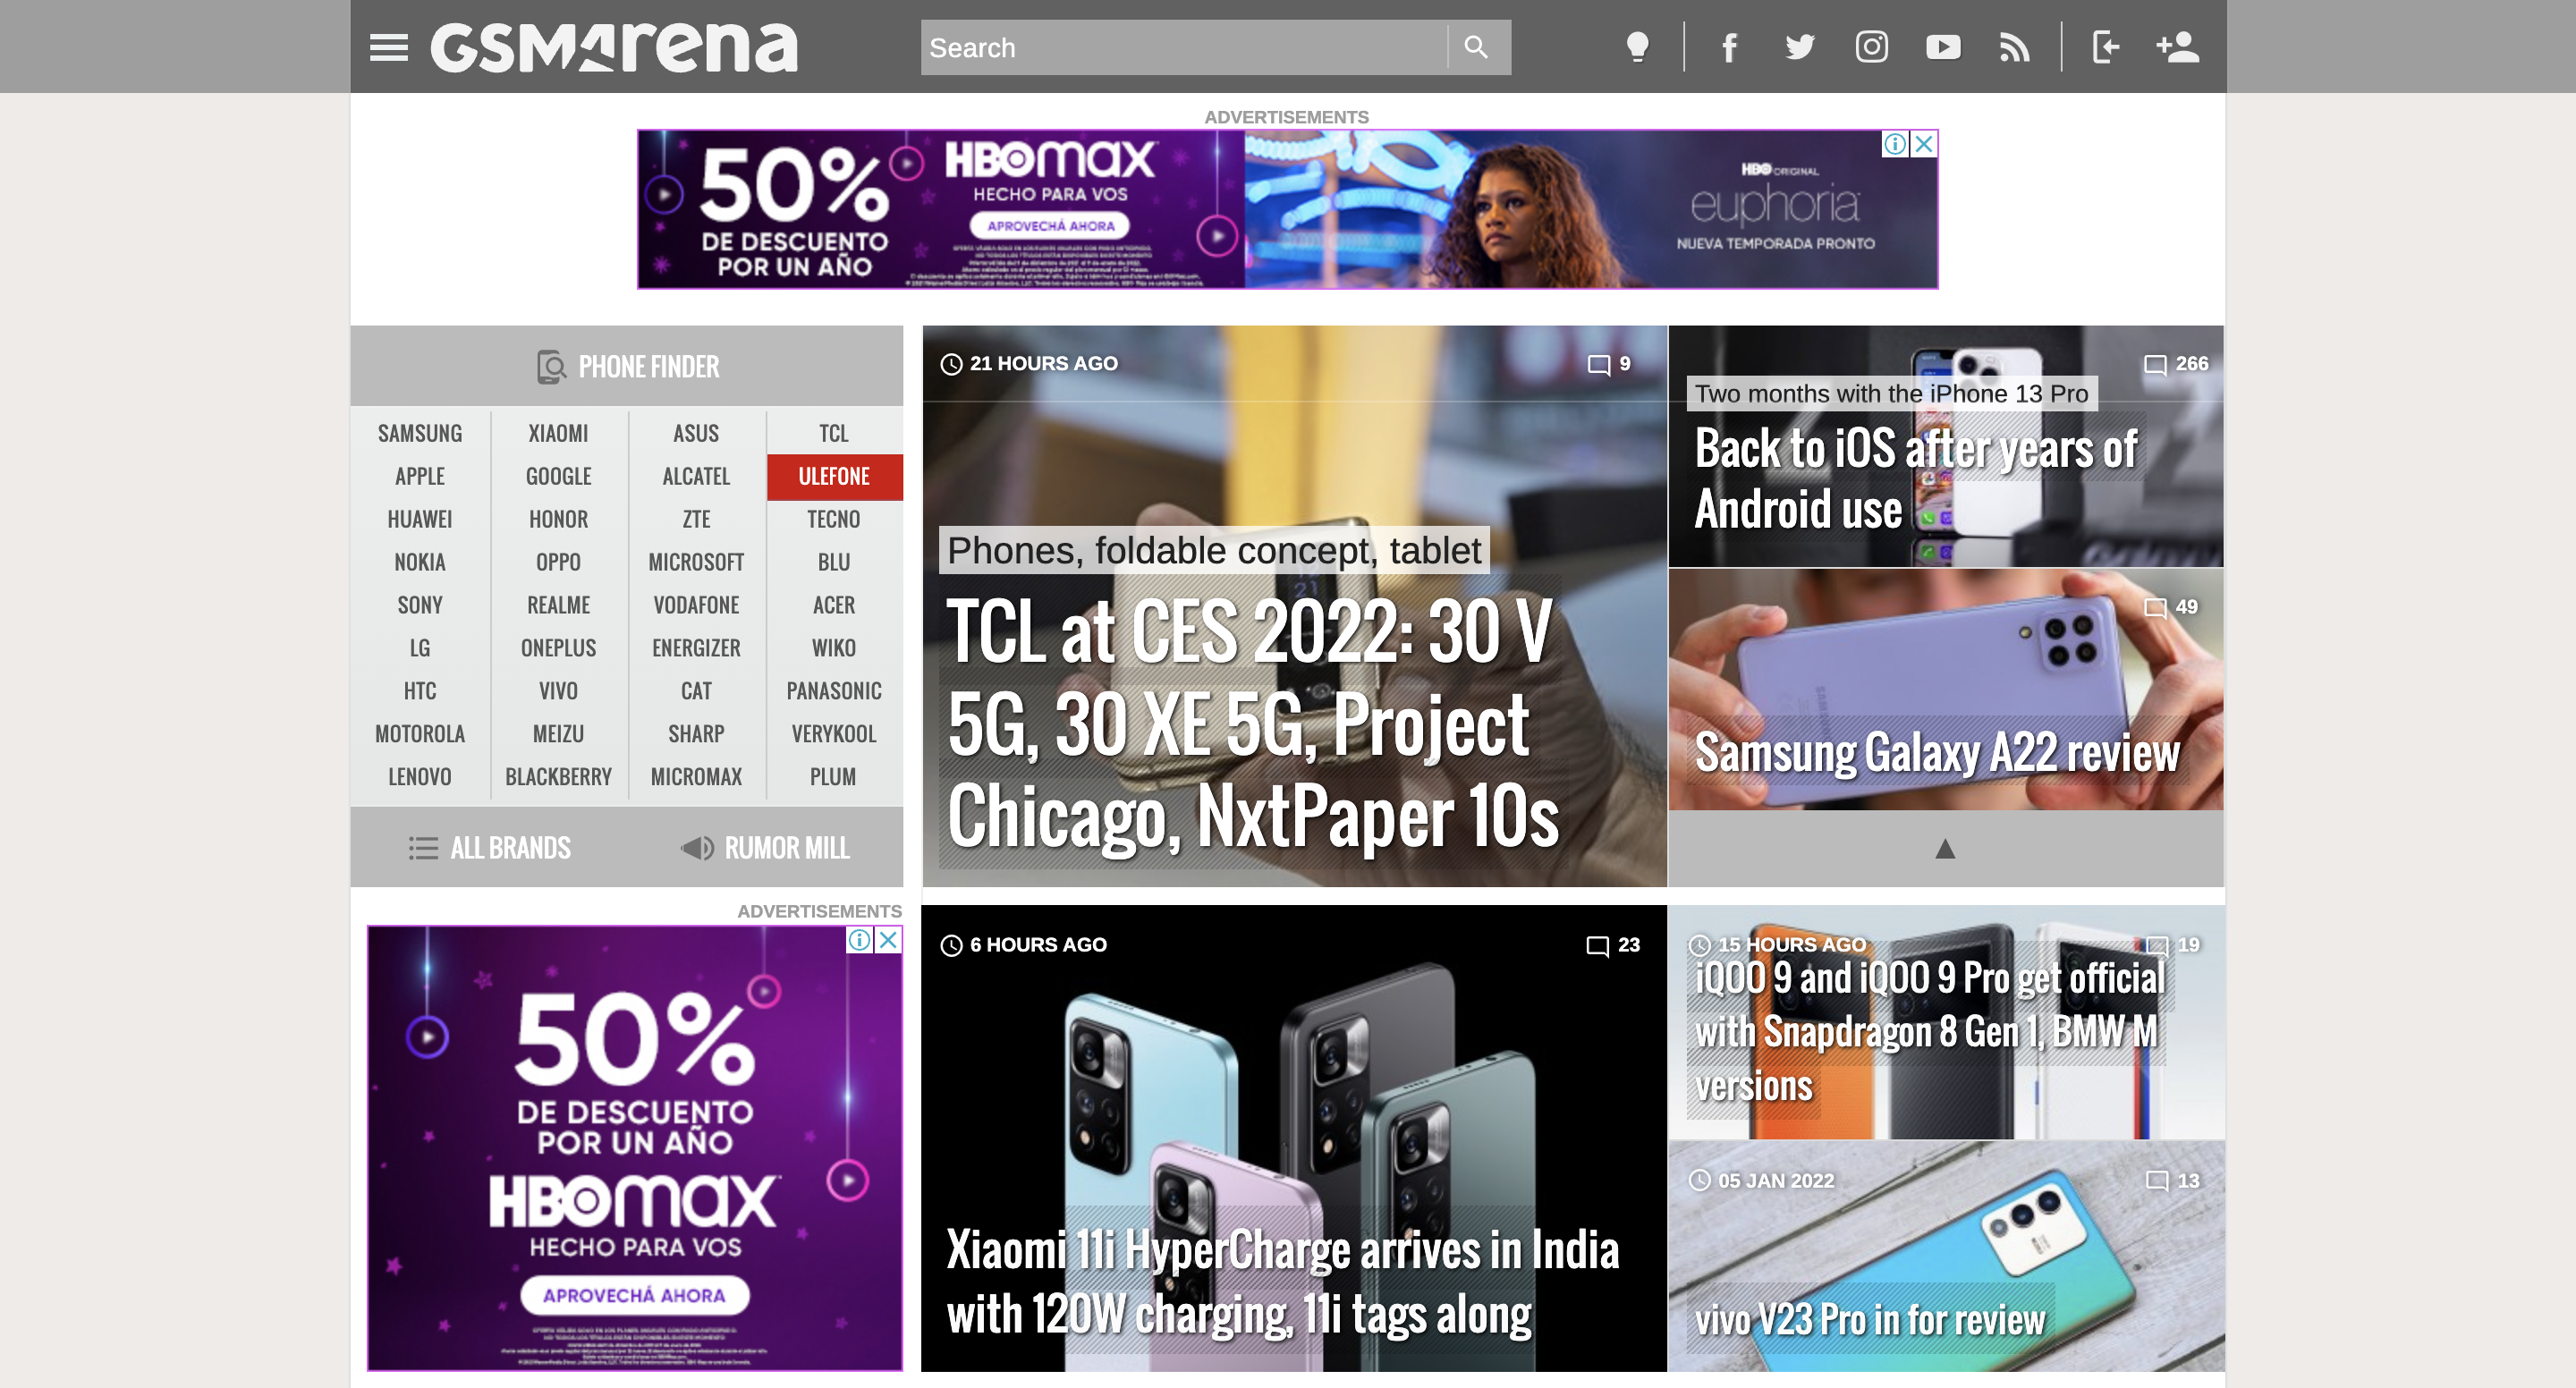 GSMArena
Search
ADVERTISEMENTS
50%
DE DESCUENTO
POR UN AÑO
HBOMAX
HECHO PARA VOS
APROVECHÁ AHORA
HBO ORIGINAL
euphoria
NUEVA TEMPORADA PRONTO
PHONE FINDER
SAMSUNG XIAOMI ASUS TCL
APPLE GOOGLE ALCATEL ULEFONE
HUAWEI HONOR ZTE TECNO
NOKIA OPPO MICROSOFT BLU
SONY REALME VODAFONE ACER
LG ONEPLUS ENERGIZER WIKO
HTC VIVO CAT PANASONIC
MOTOROLA MEIZU SHARP VERYKOOL
LENOVO BLACKBERRY MICROMAX PLUM
ALL BRANDS RUMOR MILL
21 HOURS AGO 9
Phones, foldable concept, tablet
TCL at CES 2022: 30 V
5G, 30 XE 5G, Project
Chicago, NxtPaper 10s
266
Two months with the iPhone 13 Pro
Back to iOS after years of
Android use
49
Samsung Galaxy A22 review
ADVERTISEMENTS
50%
DE DESCUENTO
POR UN AÑO
HBOMAX
HECHO PARA VOS
APROVECHÁ AHORA
6 HOURS AGO 23
Xiaomi 11i HyperCharge arrives in India
with 120W charging, 11i tags along
15 HOURS AGO 19
iQOO 9 and iQOO 9 Pro get official
with Snapdragon 8 Gen 1, BMW M
versions
05 JAN 2022 13
vivo V23 Pro in for review